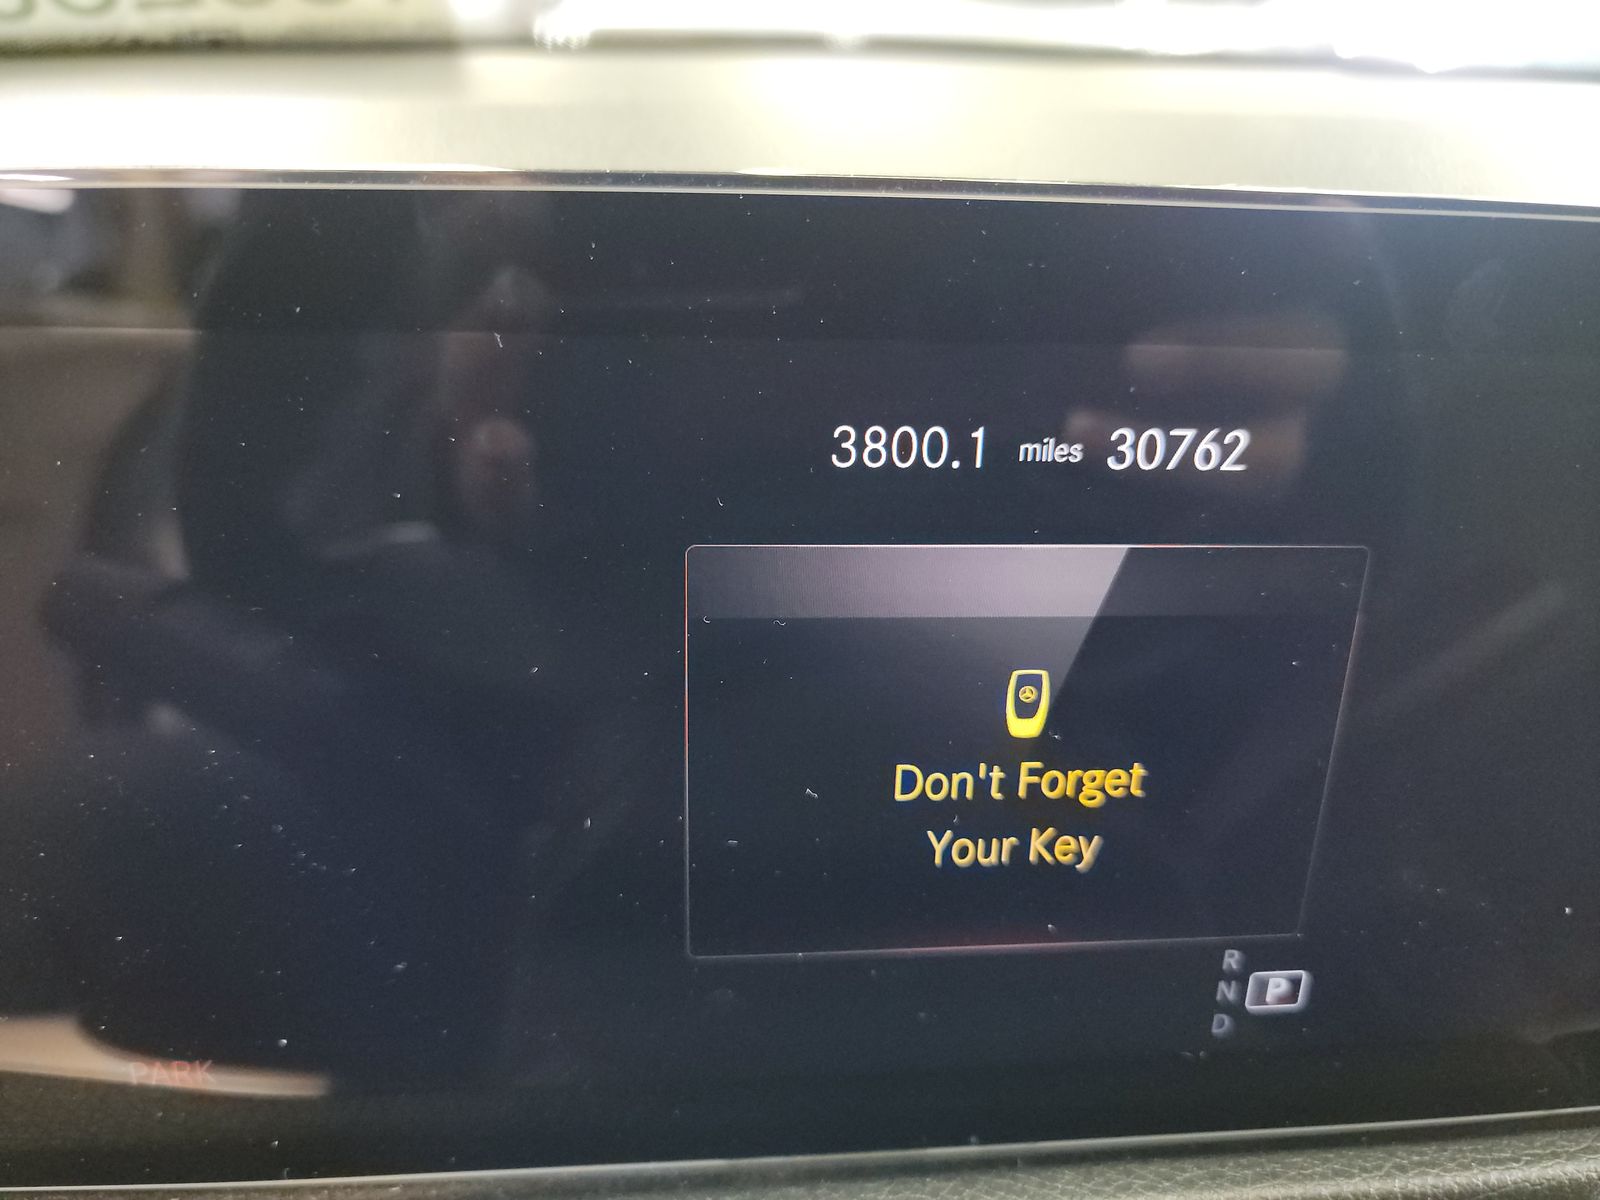 3800.1 miles 30762
Don't Forget
Your Key
R
N P
D
PARK